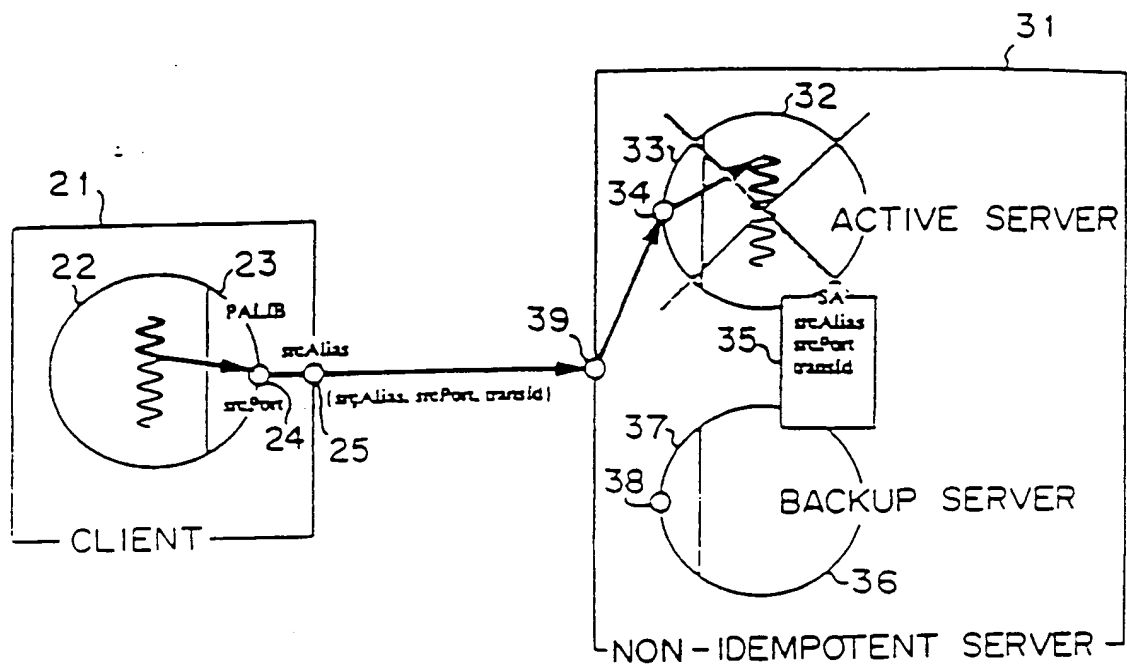 31
32
33
34
ACTIVE SERVER
21
22
23
PALIB
39
35
SA
srcAlias
srcPort
transid
srcAlias
(srcAlias, srcPort, transid)
srcPort
24
25
37
38
BACKUP SERVER
36
CLIENT
NON-IDEMPOTENT SERVER